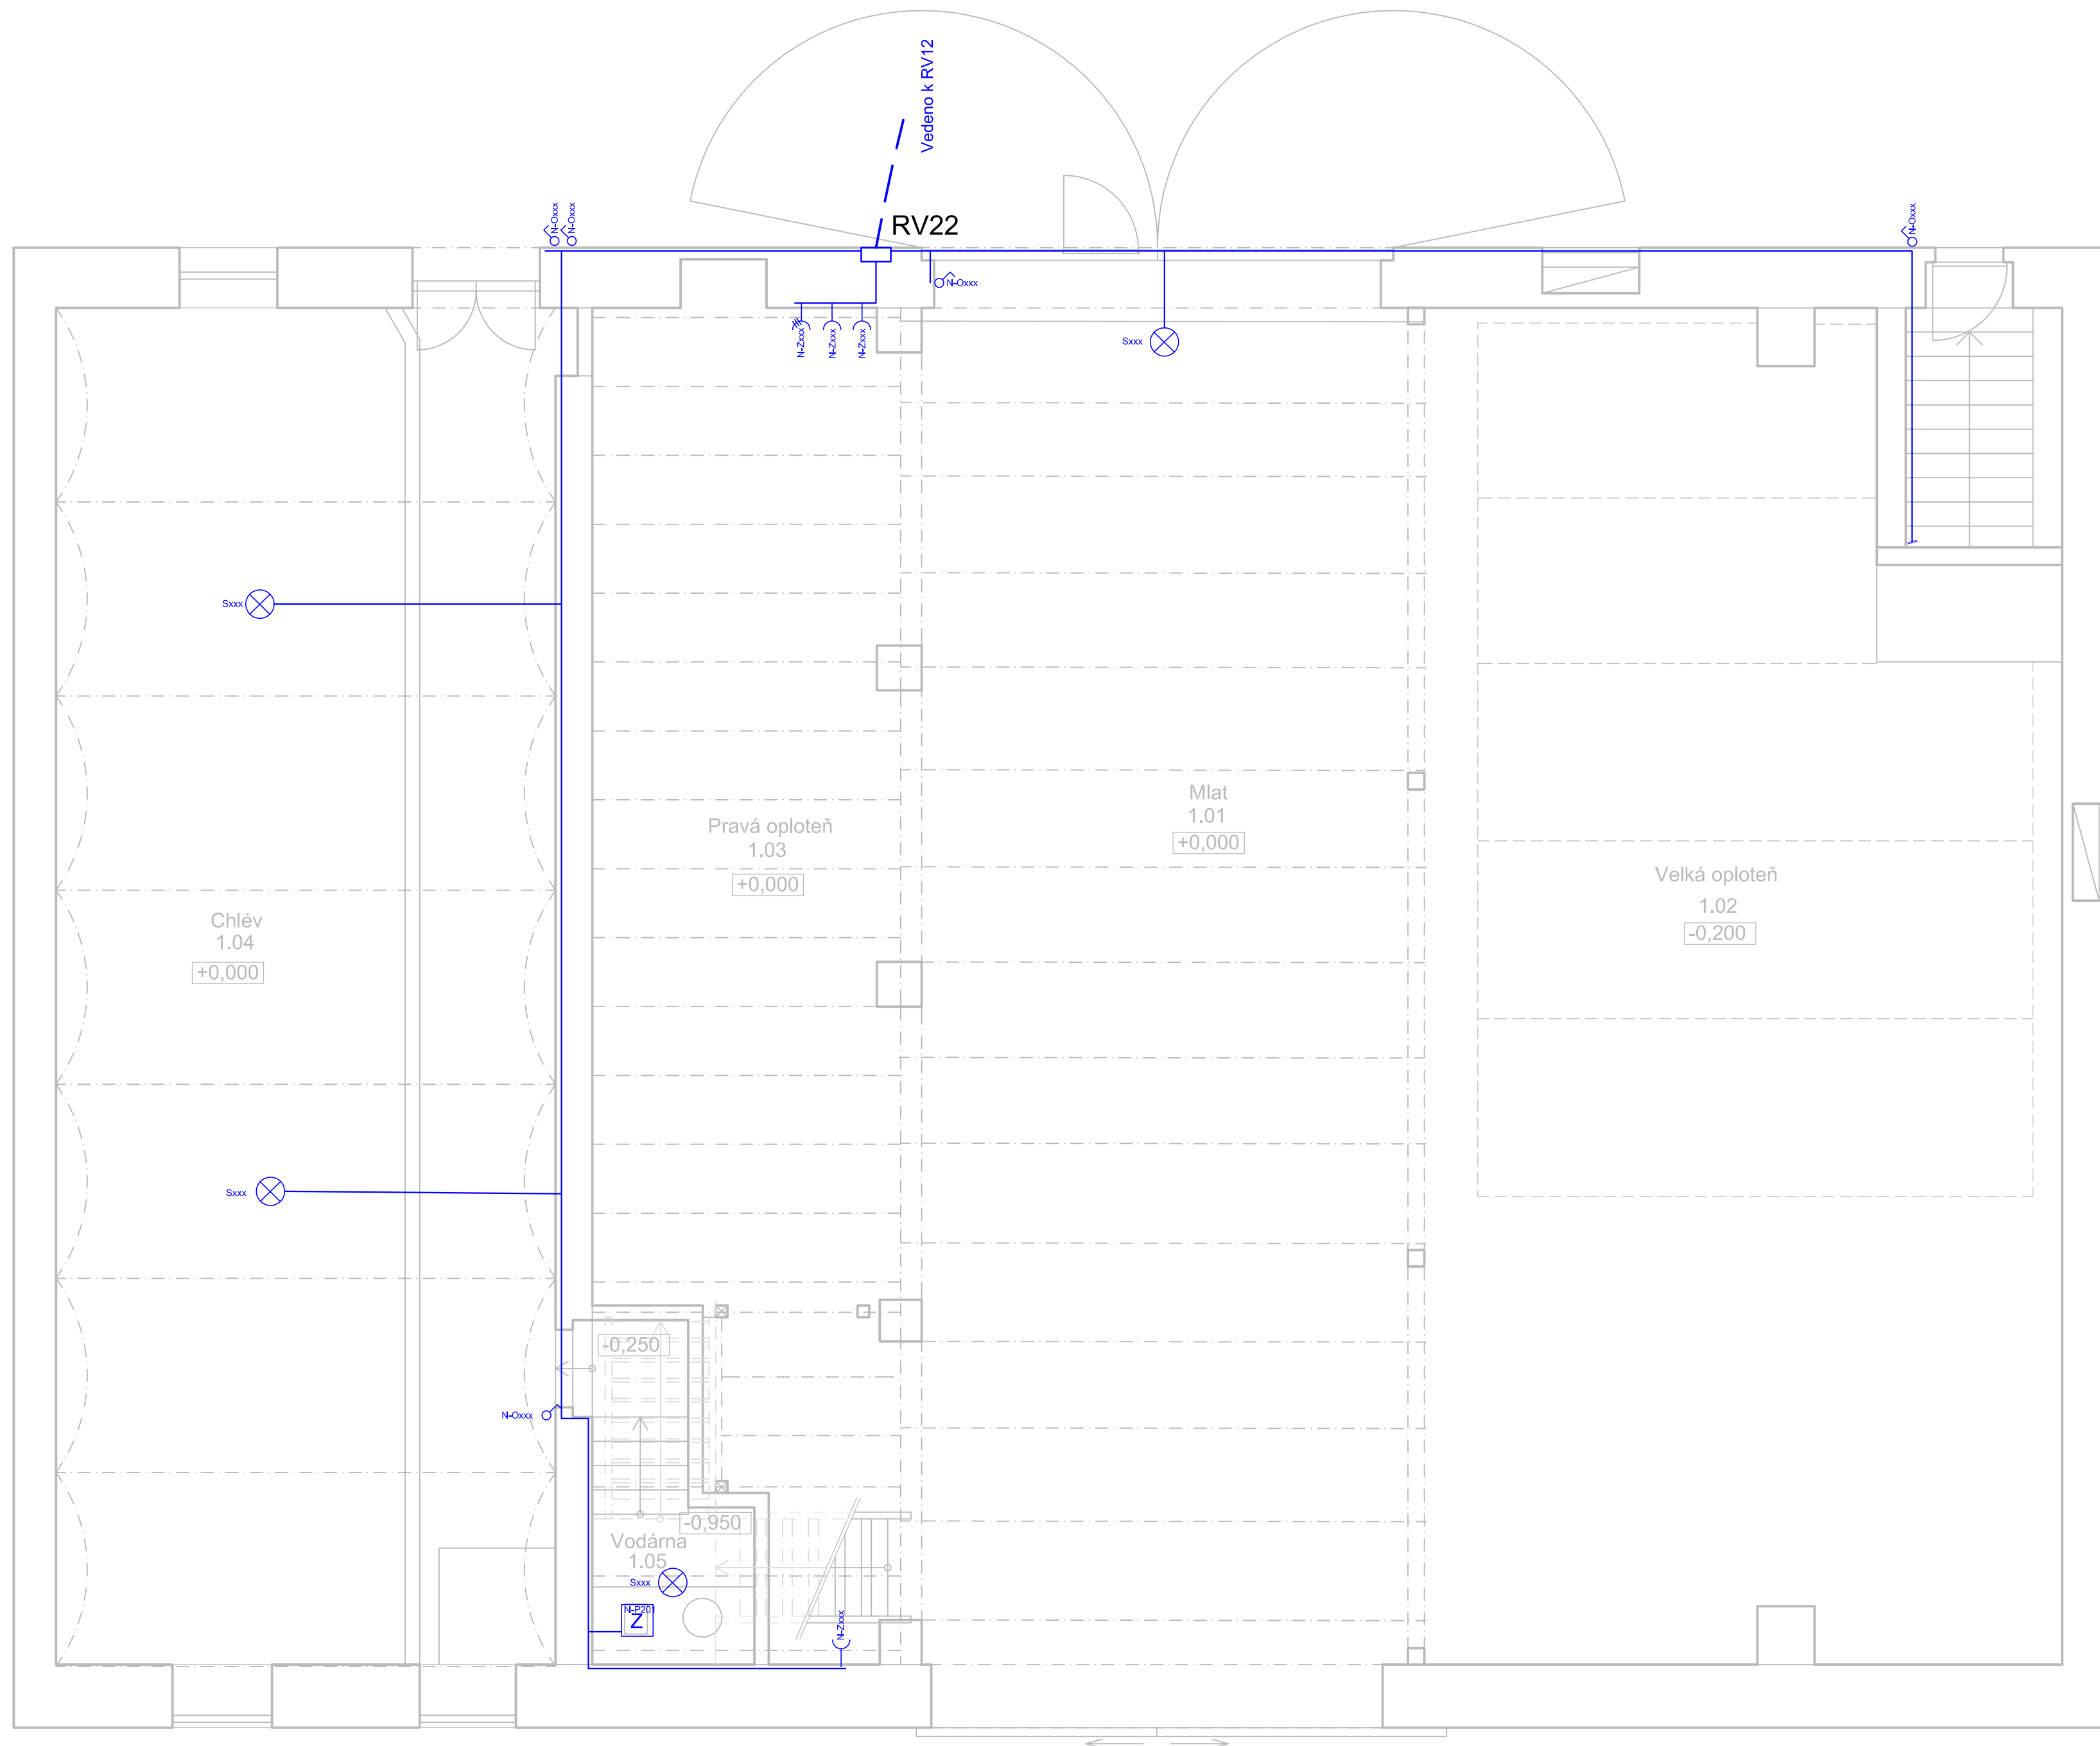 Vedeno k RV12
N-Oxxx
N-Oxxx
N-Oxxx
RV22
N-Oxxx
N-Zxxx
N-Zxxx
N-Zxxx
Sxxx
Sxxx
Mlat
1.01
+0,000
Pravá oploteň
1.03
+0,000
Velká oploteň
1.02
-0,200
Chlév
1.04
+0,000
Sxxx
-0,250
N-Oxxx
-0,950
Vodárna
1.05
Sxxx
N-P201
Z
N-Zxxx